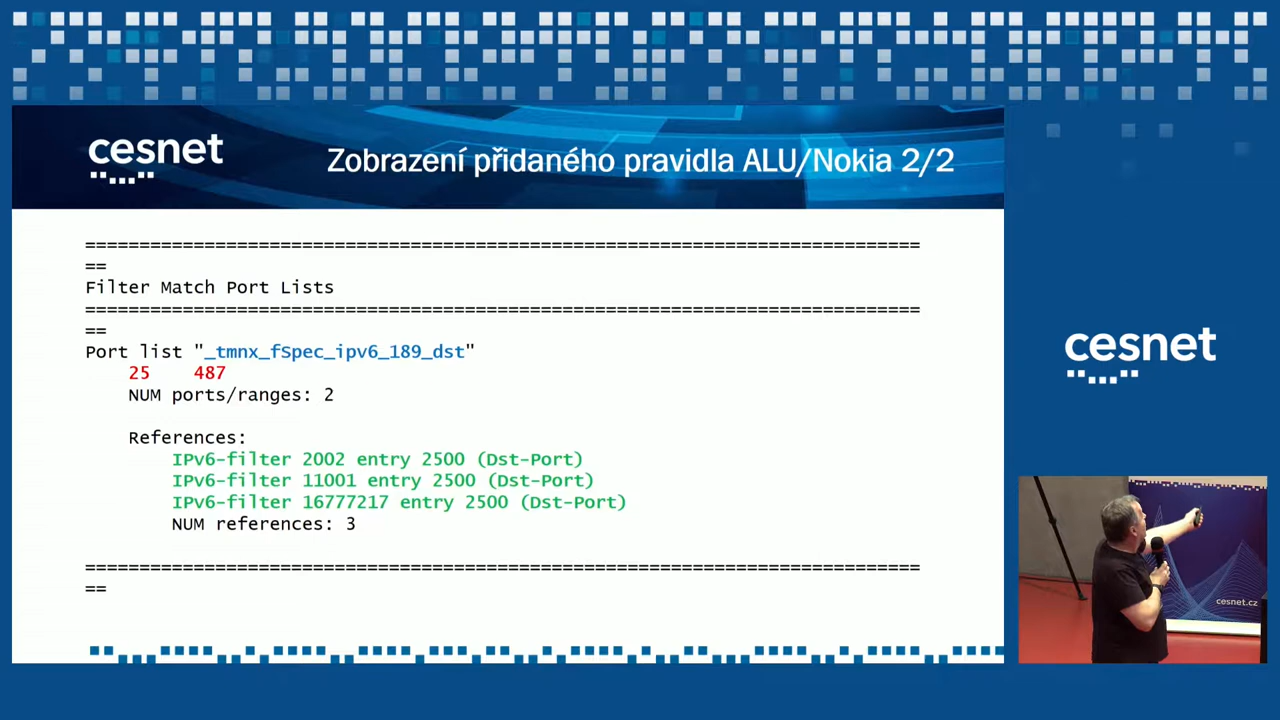 cesnet
Zobrazení přidaného pravidla ALU/Nokia 2/2
=============================================================================
==
Filter Match Port Lists
=============================================================================
==
Port list "_tmnx_fSpec_ipv6_189_dst"
25    487
NUM ports/ranges: 2
References:
IPv6-filter 2002 entry 2500 (Dst-Port)
IPv6-filter 11001 entry 2500 (Dst-Port)
IPv6-filter 16777217 entry 2500 (Dst-Port)
NUM references: 3
=============================================================================
==
cesnet
cesnet.cz